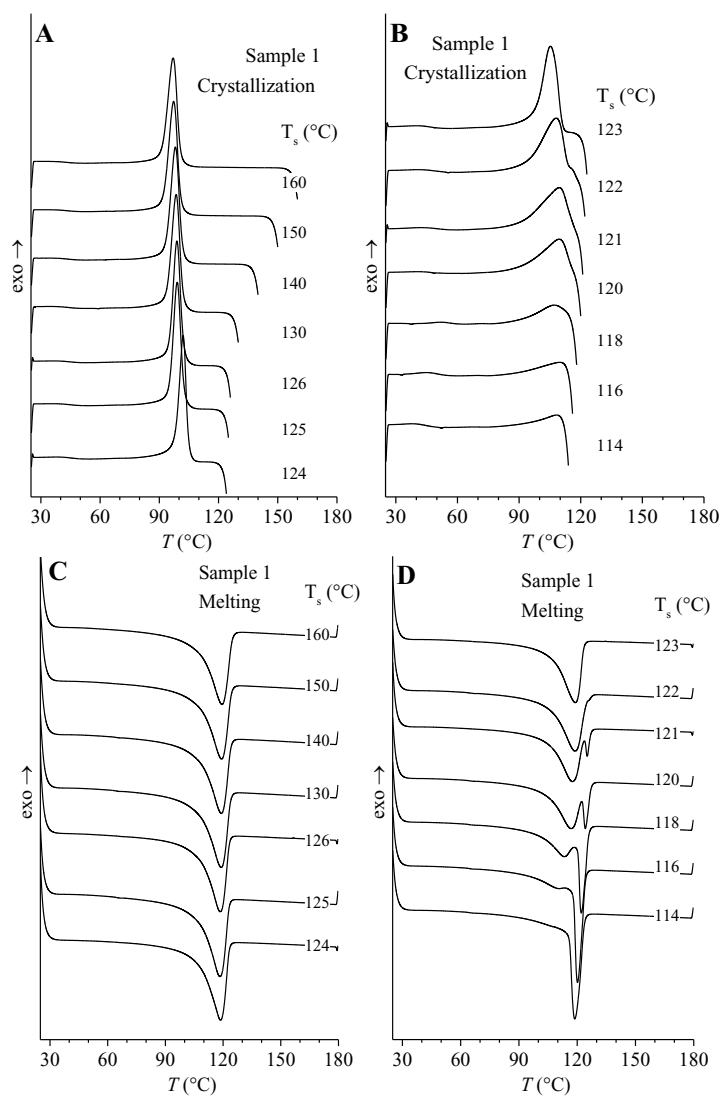 A
Sample 1
Crystallization
T_s (°C)
160
150
140
130
126
125
124
exo →
30 60 90 120 150 180
T (°C)
B
Sample 1
Crystallization
T_s (°C)
123
122
121
120
118
116
114
exo →
30 60 90 120 150 180
T (°C)
C
Sample 1
Melting
T_s (°C)
160
150
140
130
126
125
124
exo →
30 60 90 120 150 180
T (°C)
D
Sample 1
Melting
T_s (°C)
123
122
121
120
118
116
114
exo →
30 60 90 120 150 180
T (°C)